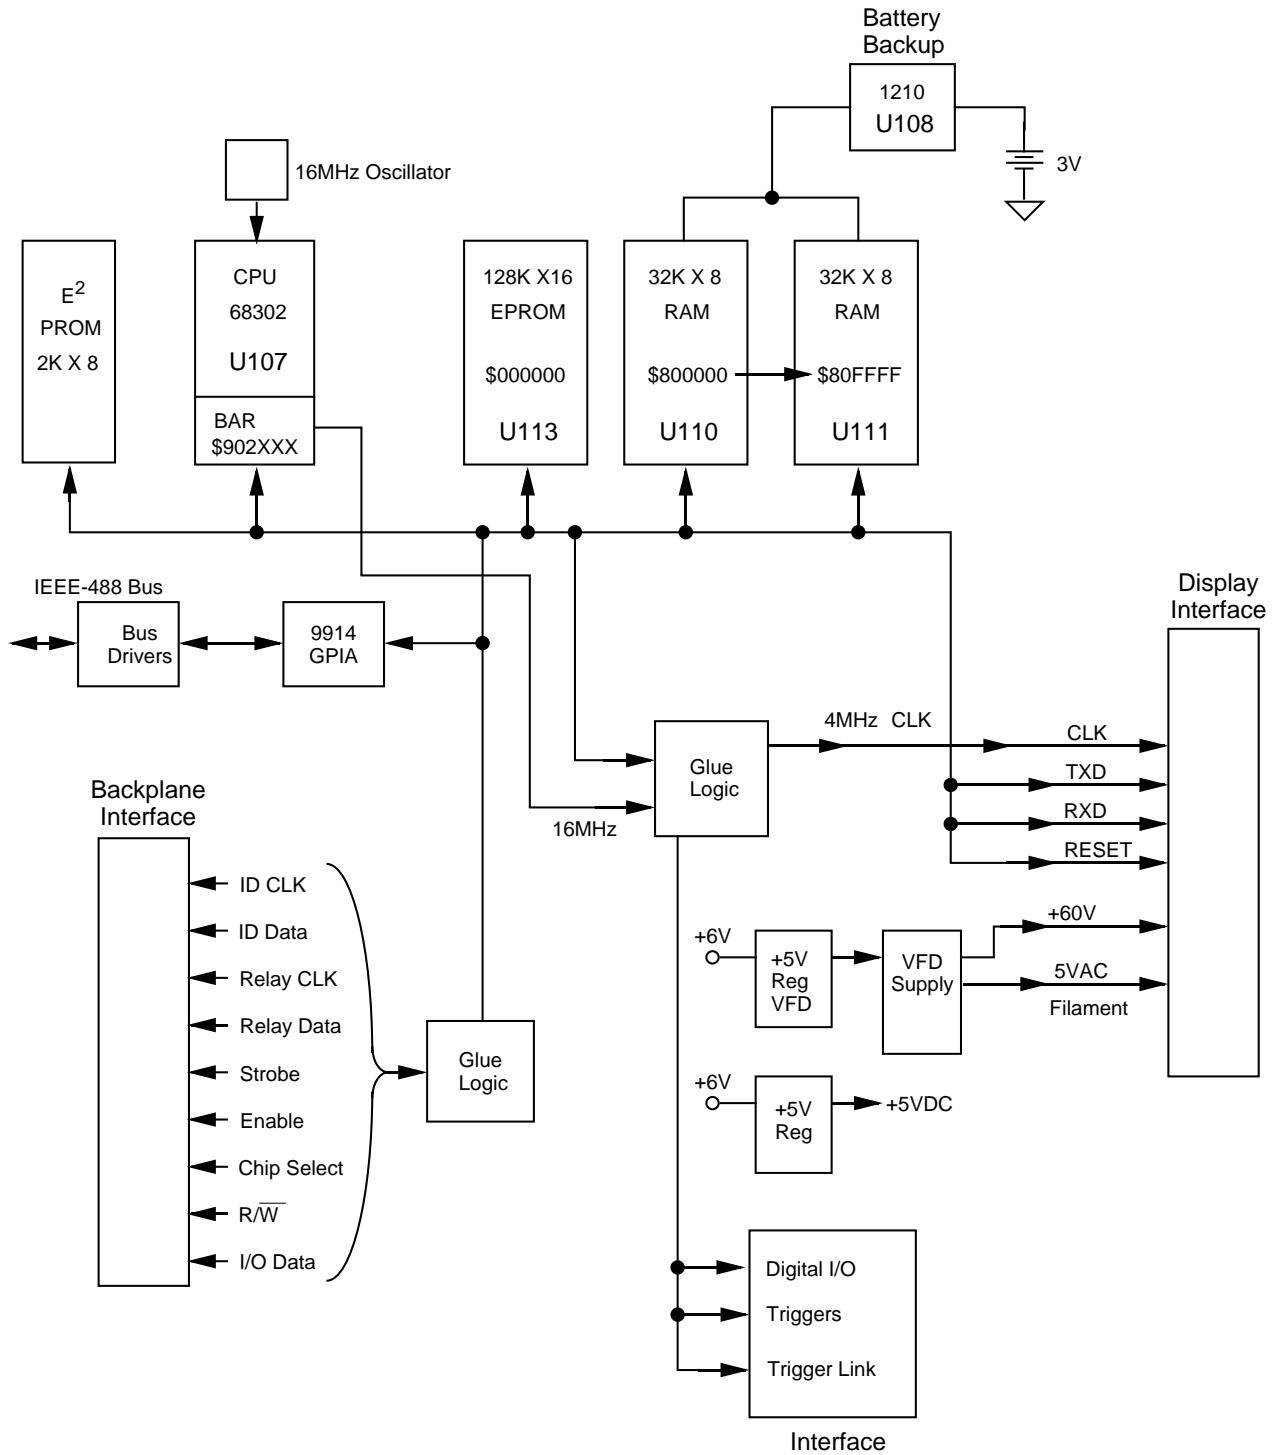 Battery
Backup
1210
U108
3V
16MHz Oscillator
E2
PROM
2K X 8
CPU
68302
U107
BAR
$902XXX
128K X16
EPROM
$000000
U113
32K X 8
RAM
$800000
U110
32K X 8
RAM
$80FFFF
U111
IEEE-488 Bus
Bus
Drivers
9914
GPIA
Display
Interface
Glue
Logic
16MHz
4MHz CLK
CLK
TXD
RXD
RESET
+60V
5VAC
Filament
+6V
+5V
Reg
VFD
VFD
Supply
+6V
+5V
Reg
+5VDC
Backplane
Interface
ID CLK
ID Data
Relay CLK
Relay Data
Strobe
Enable
Chip Select
R/W̅
I/O Data
Glue
Logic
Digital I/O
Triggers
Trigger Link
Interface